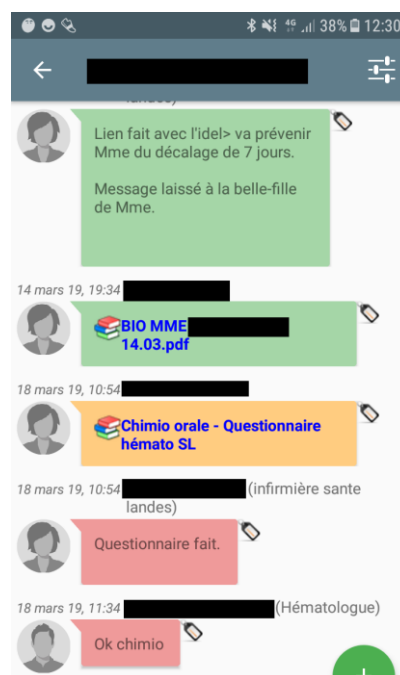 4G 38% 12:30
landes)
Lien fait avec l'idel> va prévenir
Mme du décalage de 7 jours.
Message laissé à la belle-fille
de Mme.
14 mars 19, 19:34
BIO MME
14.03.pdf
18 mars 19, 10:54
Chimio orale - Questionnaire
hémato SL
18 mars 19, 10:54 (infirmière sante
landes)
Questionnaire fait.
18 mars 19, 11:34 (Hématologue)
Ok chimio